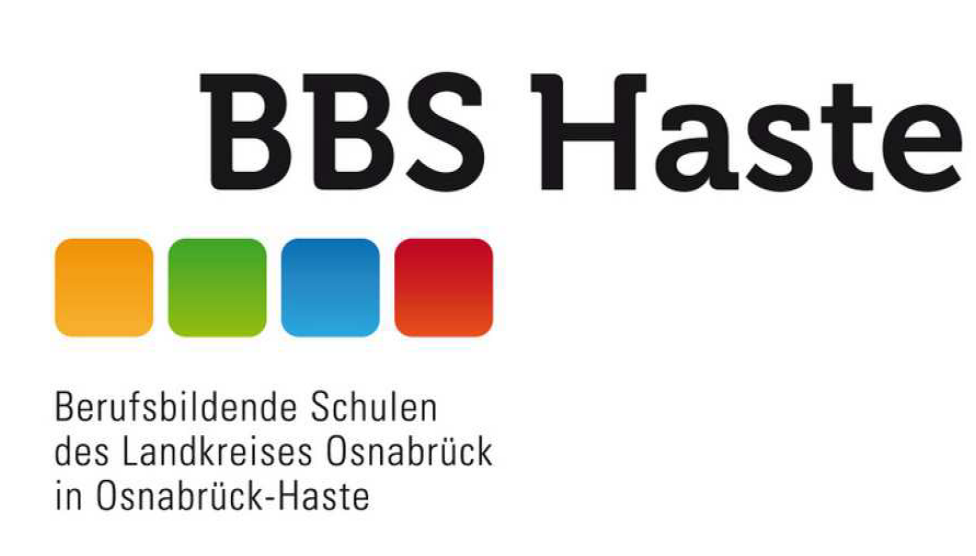 BBS Haste
Berufsbildende Schulen
des Landkreises Osnabrück
in Osnabrück-Haste